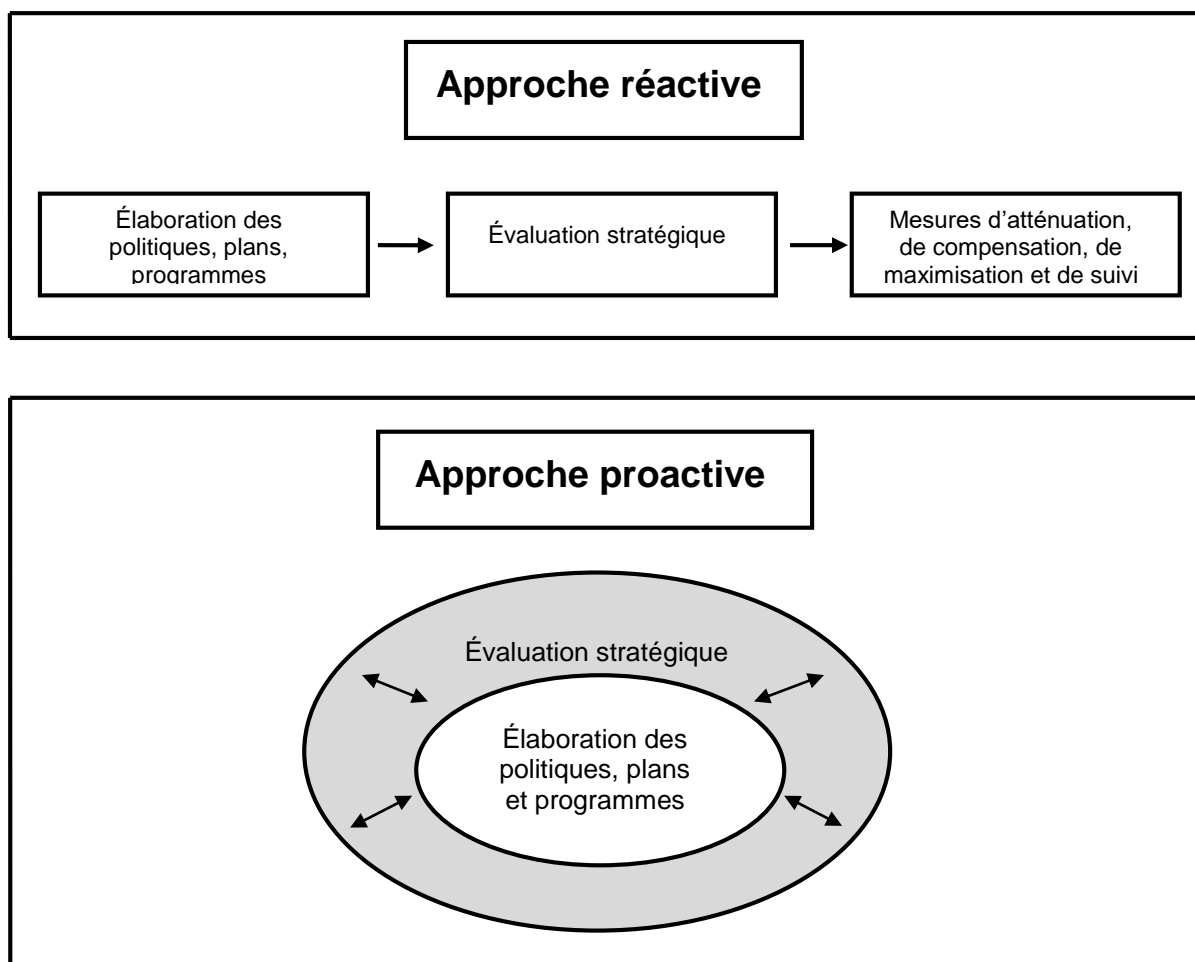 Approche réactive
Élaboration des
politiques, plans,
programmes
Évaluation stratégique
Mesures d’atténuation,
de compensation, de
maximisation et de suivi
Approche proactive
Évaluation stratégique
Élaboration des
politiques, plans
et programmes